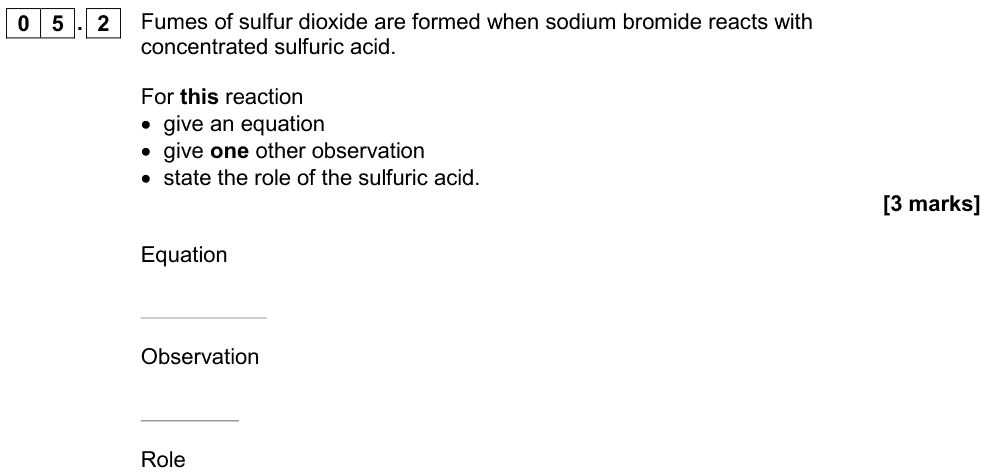 0 5 . 2 Fumes of sulfur dioxide are formed when sodium bromide reacts with
concentrated sulfuric acid.
For this reaction
• give an equation
• give one other observation
• state the role of the sulfuric acid.
[3 marks]
Equation
Observation
Role